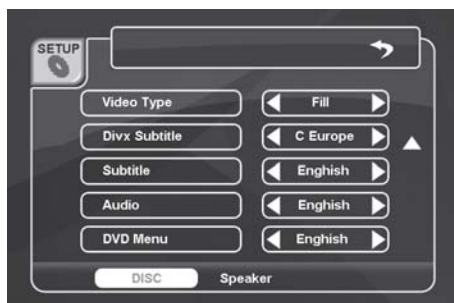 SETUP
Video Type Fill
Divx Subtitle C Europe
Subtitle Enghish
Audio Enghish
DVD Menu Enghish
DISC Speaker